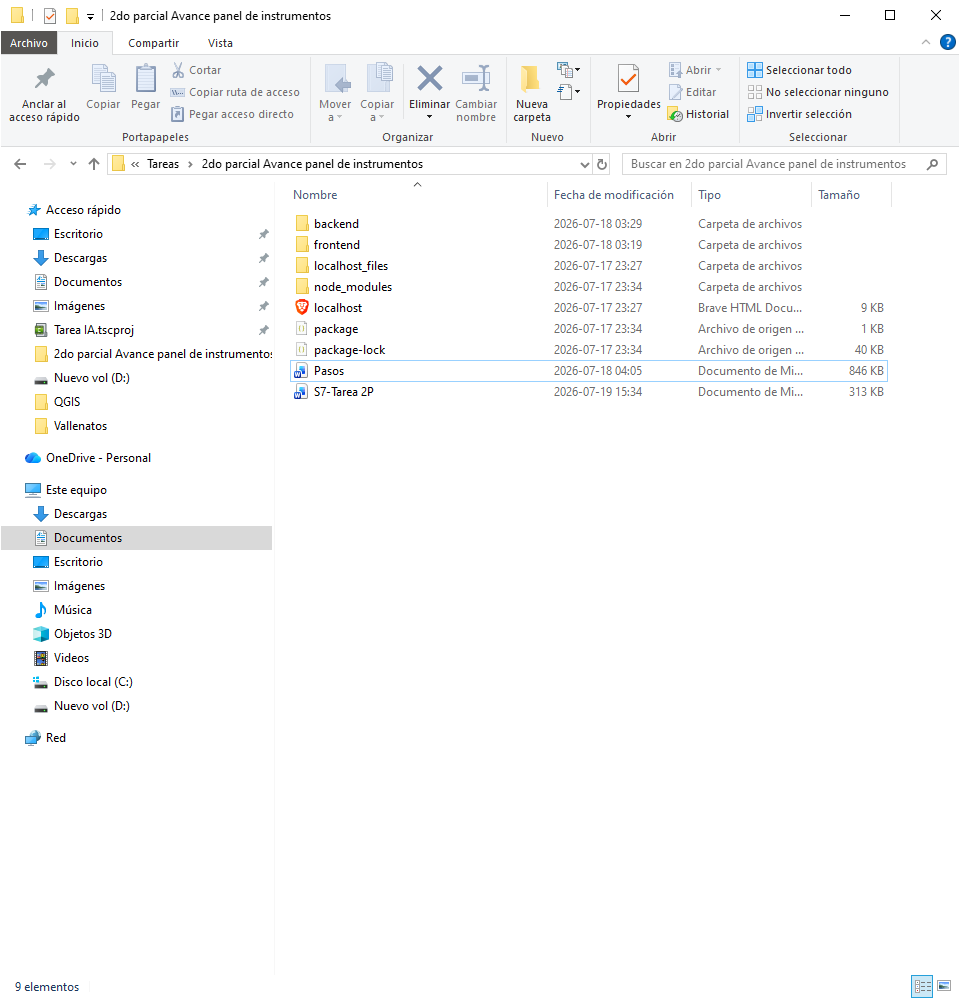 2do parcial Avance panel de instrumentos
Archivo Inicio Compartir Vista
Anclar al acceso rápido
Copiar
Pegar
Cortar
Copiar ruta de acceso
Pegar acceso directo
Portapapeles
Mover a
Copiar a
Eliminar
Cambiar nombre
Organizar
Nueva carpeta
Nuevo
Propiedades
Abrir
Editar
Historial
Abrir
Seleccionar todo
No seleccionar ninguno
Invertir selección
Seleccionar
« Tareas › 2do parcial Avance panel de instrumentos
Buscar en 2do parcial Avance panel de instrumentos
Acceso rápido
Escritorio
Descargas
Documentos
Imágenes
Tarea IA.tscproj
2do parcial Avance panel de instrumentos
Nuevo vol (D:)
QGIS
Vallenatos
OneDrive - Personal
Este equipo
Descargas
Documentos
Escritorio
Imágenes
Música
Objetos 3D
Videos
Disco local (C:)
Nuevo vol (D:)
Red
Nombre Fecha de modificación Tipo Tamaño
backend 2026-07-18 03:29 Carpeta de archivos
frontend 2026-07-18 03:19 Carpeta de archivos
localhost_files 2026-07-17 23:27 Carpeta de archivos
node_modules 2026-07-17 23:34 Carpeta de archivos
localhost 2026-07-17 23:27 Brave HTML Docu... 9 KB
package 2026-07-17 23:34 Archivo de origen ... 1 KB
package-lock 2026-07-17 23:34 Archivo de origen ... 40 KB
Pasos 2026-07-18 04:05 Documento de Mi... 846 KB
S7-Tarea 2P 2026-07-19 15:34 Documento de Mi... 313 KB
9 elementos